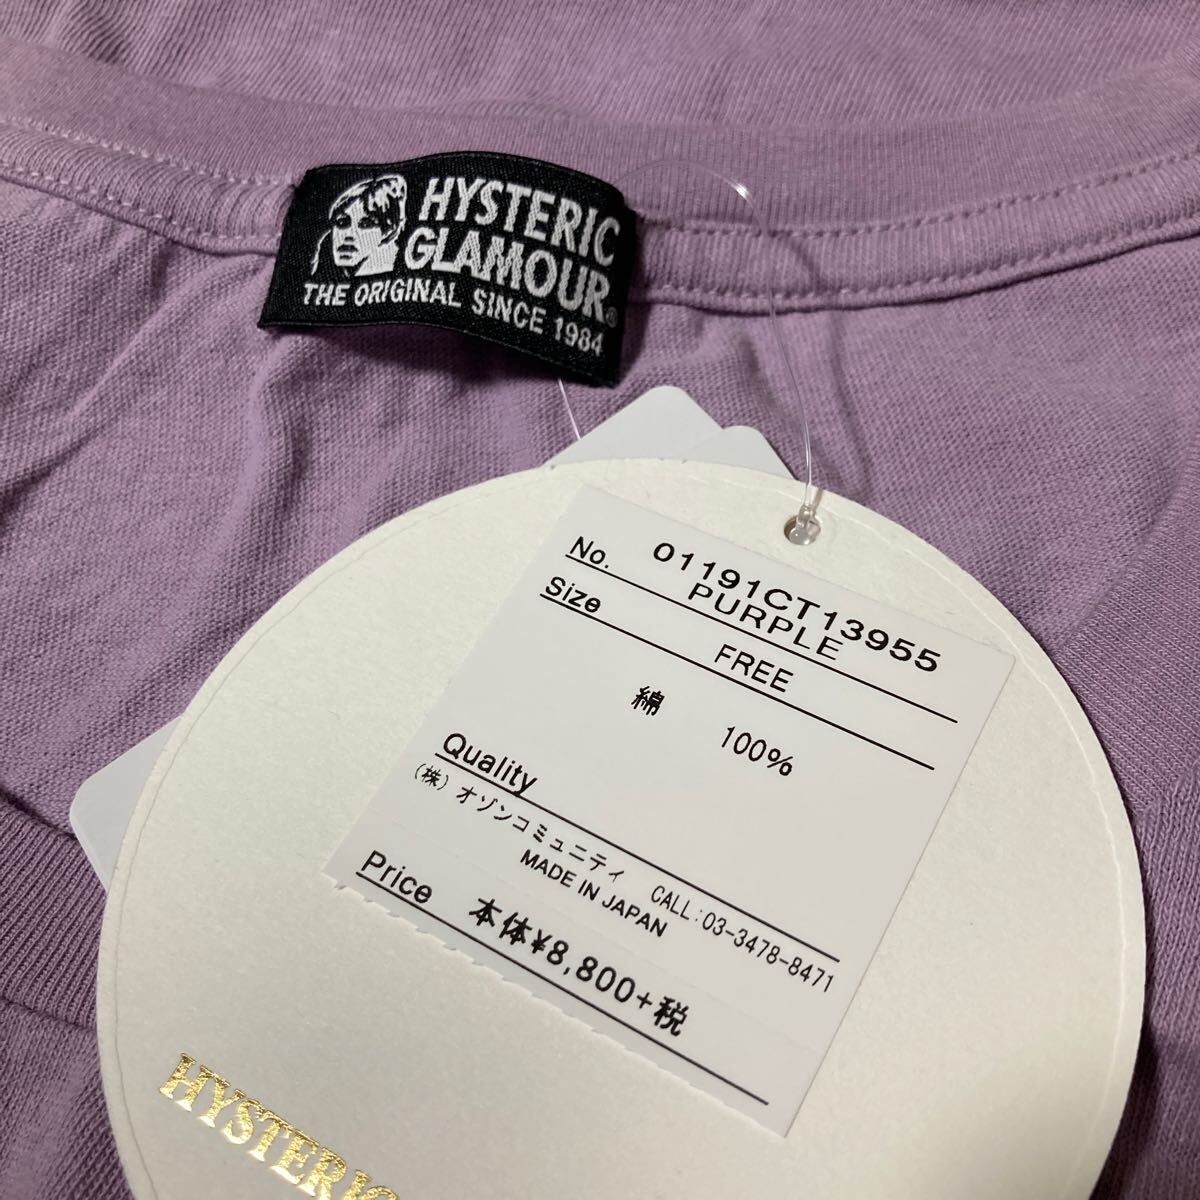 HYSTERIC
GLAMOUR®
THE ORIGINAL SINCE 1984
No. 01191CT13955
PURPLE
Size FREE
綿 100%
Quality
(株)オゾンコミュニティ CALL:03-3478-8471
MADE IN JAPAN
Price 本体¥8,800+税
HYSTERIC